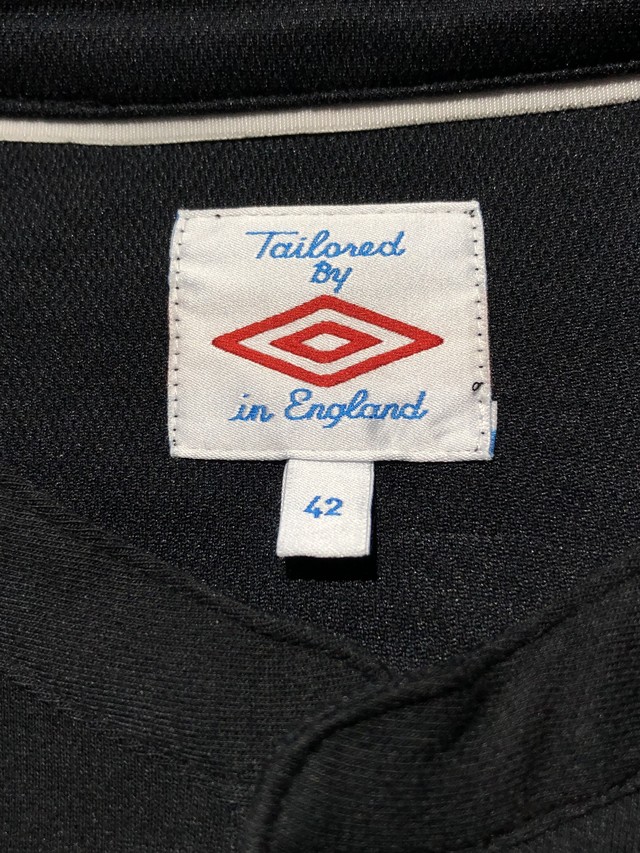 Tailored
By
in England
42